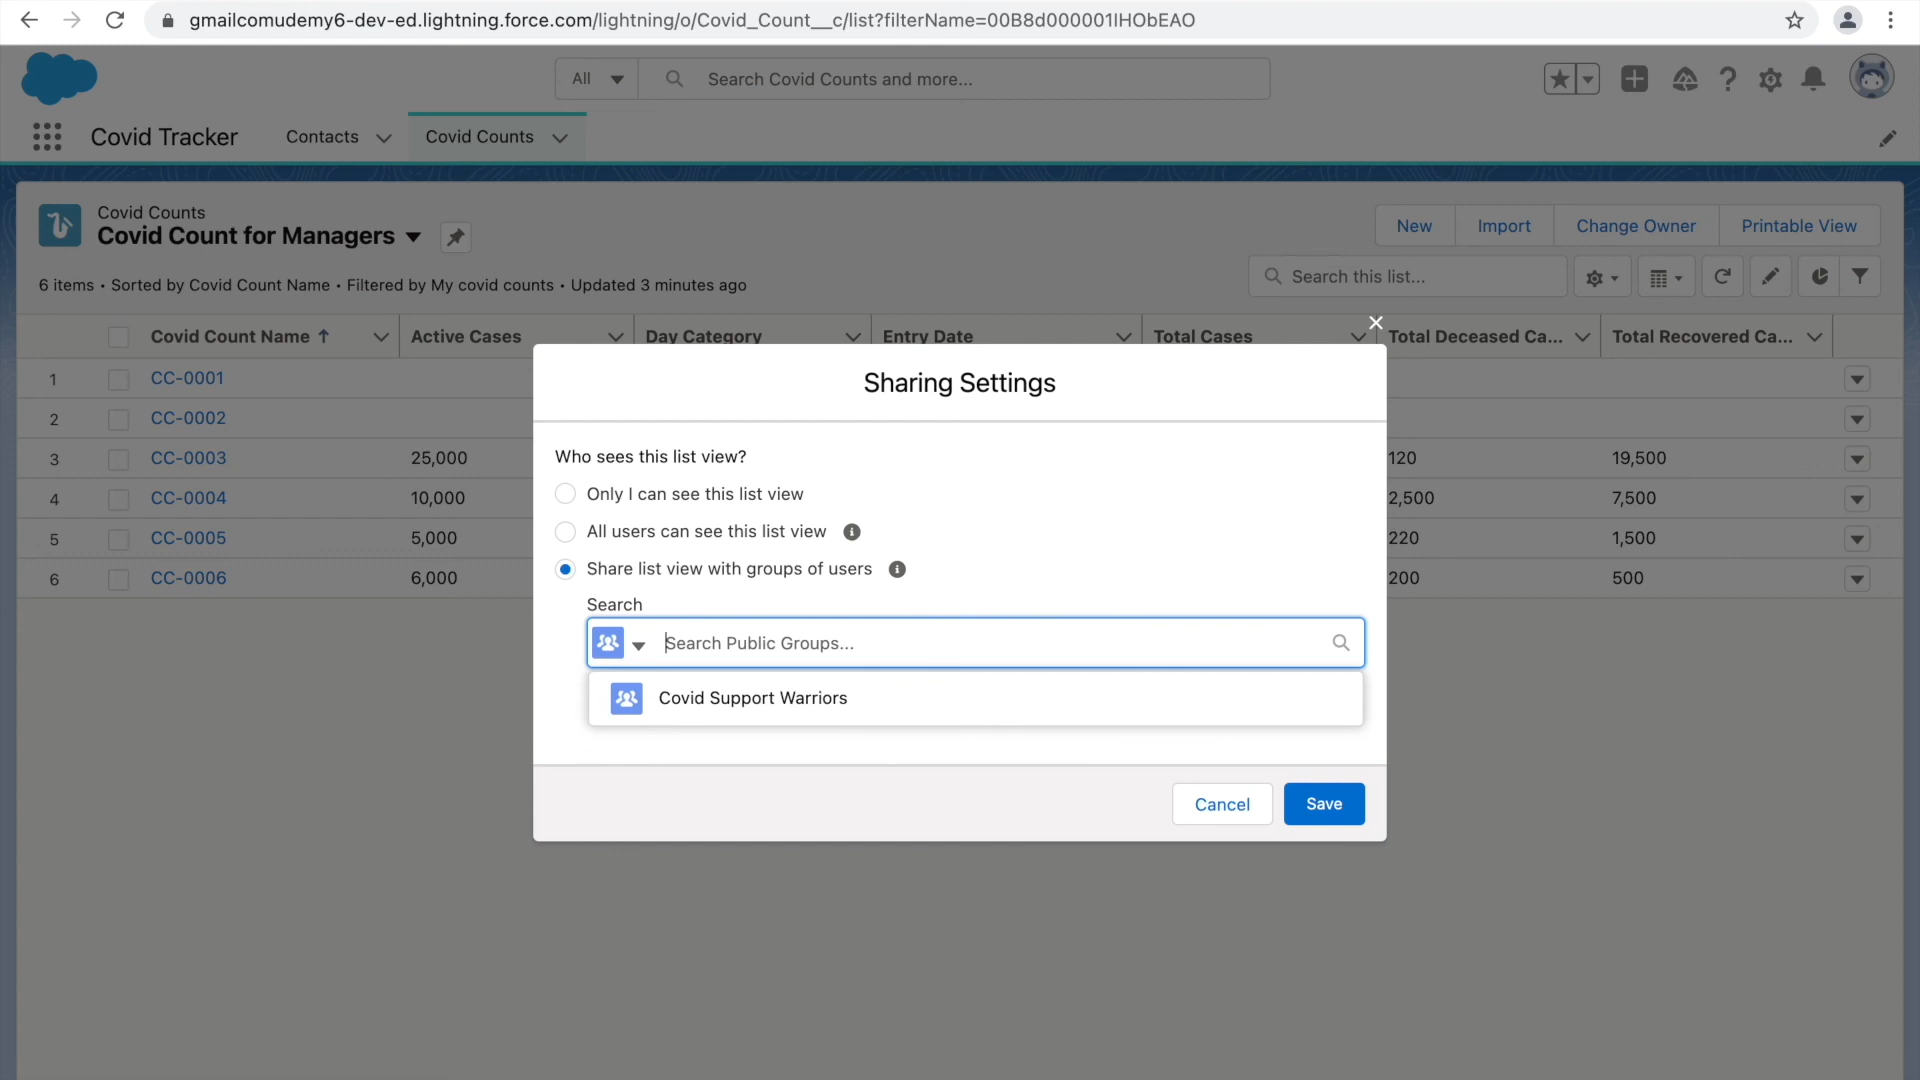 gmailcomudemy6-dev-ed.lightning.force.com/lightning/o/Covid_Count__c/list?filterName=00B8d000001IHObEAO
All
Search Covid Counts and more...
Covid Tracker
Contacts
Covid Counts
Covid Counts
Covid Count for Managers
New
Import
Change Owner
Printable View
6 items • Sorted by Covid Count Name • Filtered by My covid counts • Updated 3 minutes ago
Search this list...
Covid Count Name
Active Cases
Day Category
Entry Date
Total Cases
Total Deceased Ca...
Total Recovered Ca...
1 CC-0001
2 CC-0002
3 CC-0003 25,000 120 19,500
4 CC-0004 10,000 2,500 7,500
5 CC-0005 5,000 220 1,500
6 CC-0006 6,000 200 500
Sharing Settings
Who sees this list view?
Only I can see this list view
All users can see this list view
Share list view with groups of users
Search
Search Public Groups...
Covid Support Warriors
Cancel
Save